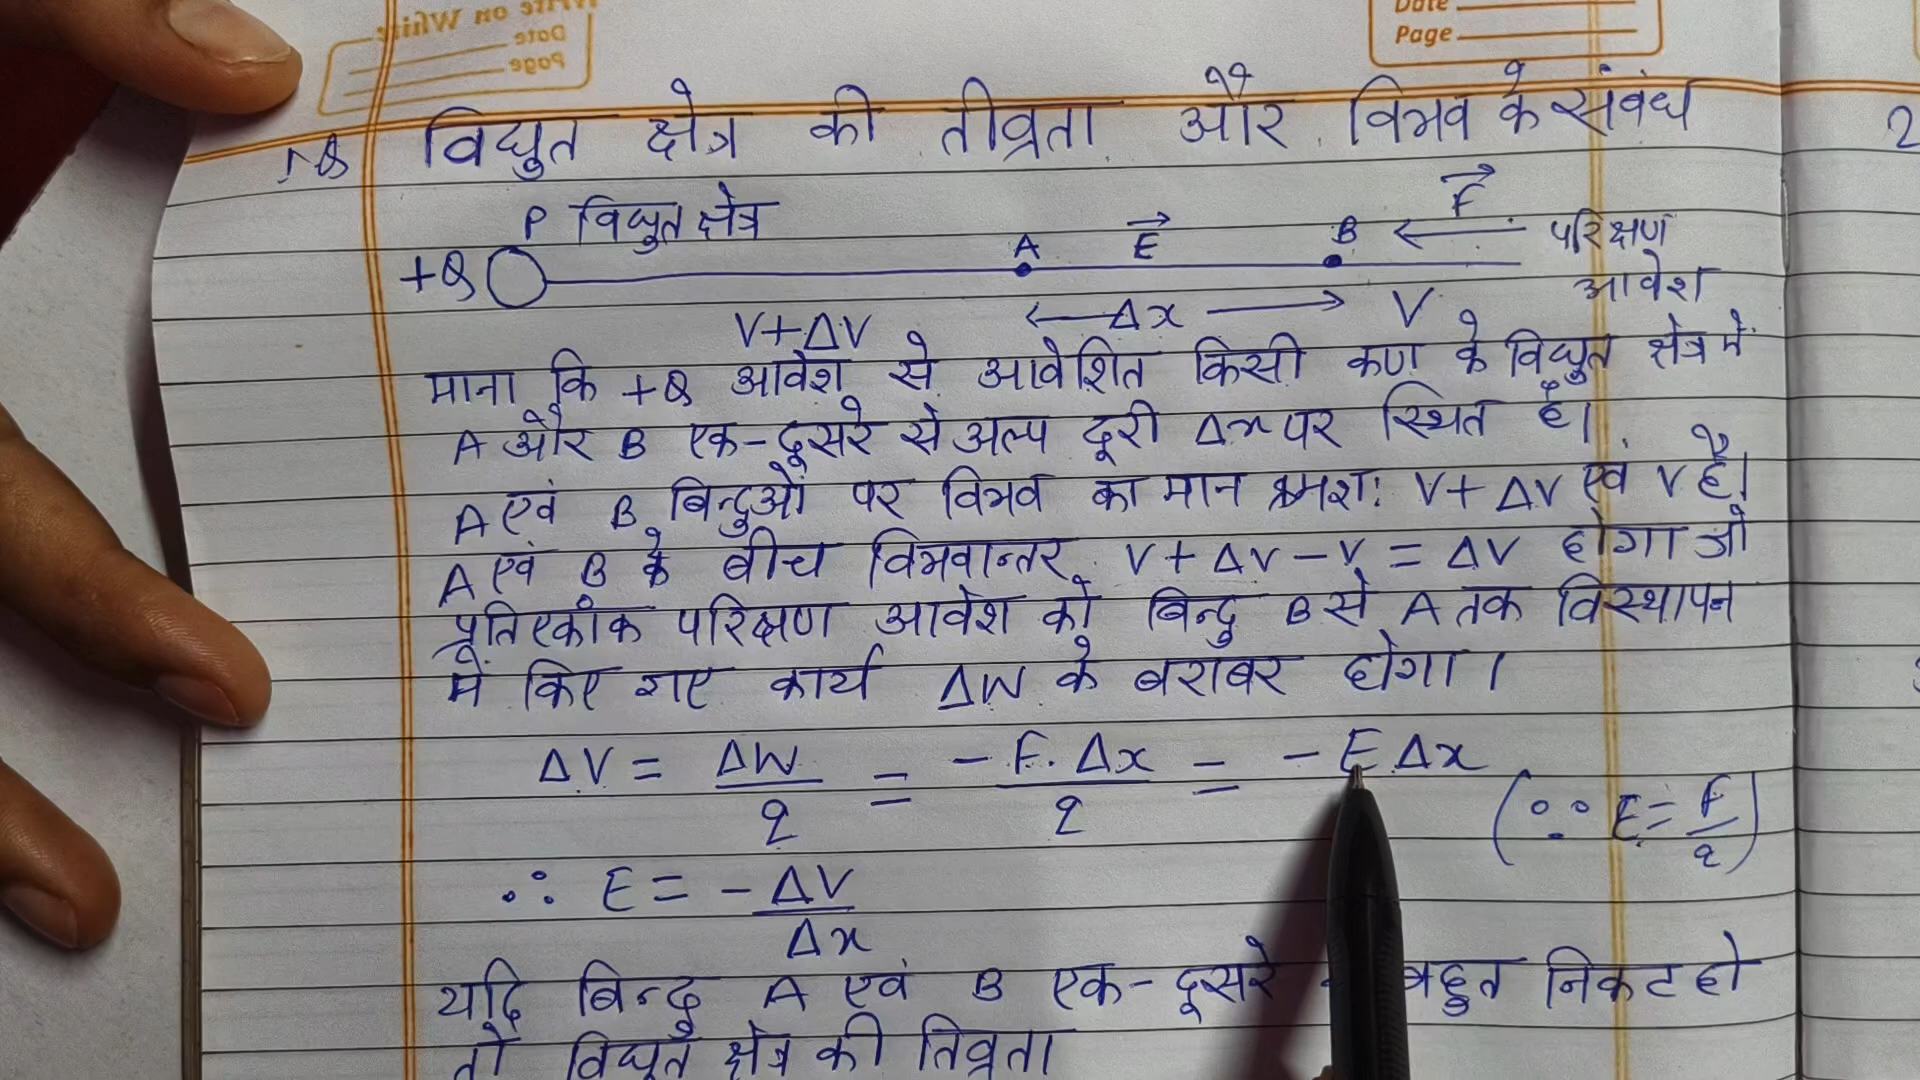 Date
Page
विद्युत क्षेत्र की तीव्रता और विभव के संबंध
P विद्युत क्षेत्र
F
A E B
परिक्षण
+Q
आवेश
V+ΔV Δx V
माना कि +Q आवेश से आवेशित किसी कण के विद्युत क्षेत्र में
A और B एक-दूसरे से अल्प दूरी Δx पर स्थित है।
A एवं B बिन्दुओं पर विभव का मान क्रमश: V+ΔV एवं V है।
A एवं B के बीच विभवान्तर V+ΔV-V = ΔV होगा जो
प्रतिएकांक परिक्षण आवेश को बिन्दु B से A तक विस्थापन
में किए गए कार्य ΔW के बराबर होगा।
ΔV = ΔW/q = -F.Δx/q = -EΔx
(∵ E = F/q)
∴ E = -ΔV/Δx
यदि बिन्दु A एवं B एक-दूसरे बहुत निकट हो
तो विद्युत क्षेत्र की तिव्रता
2